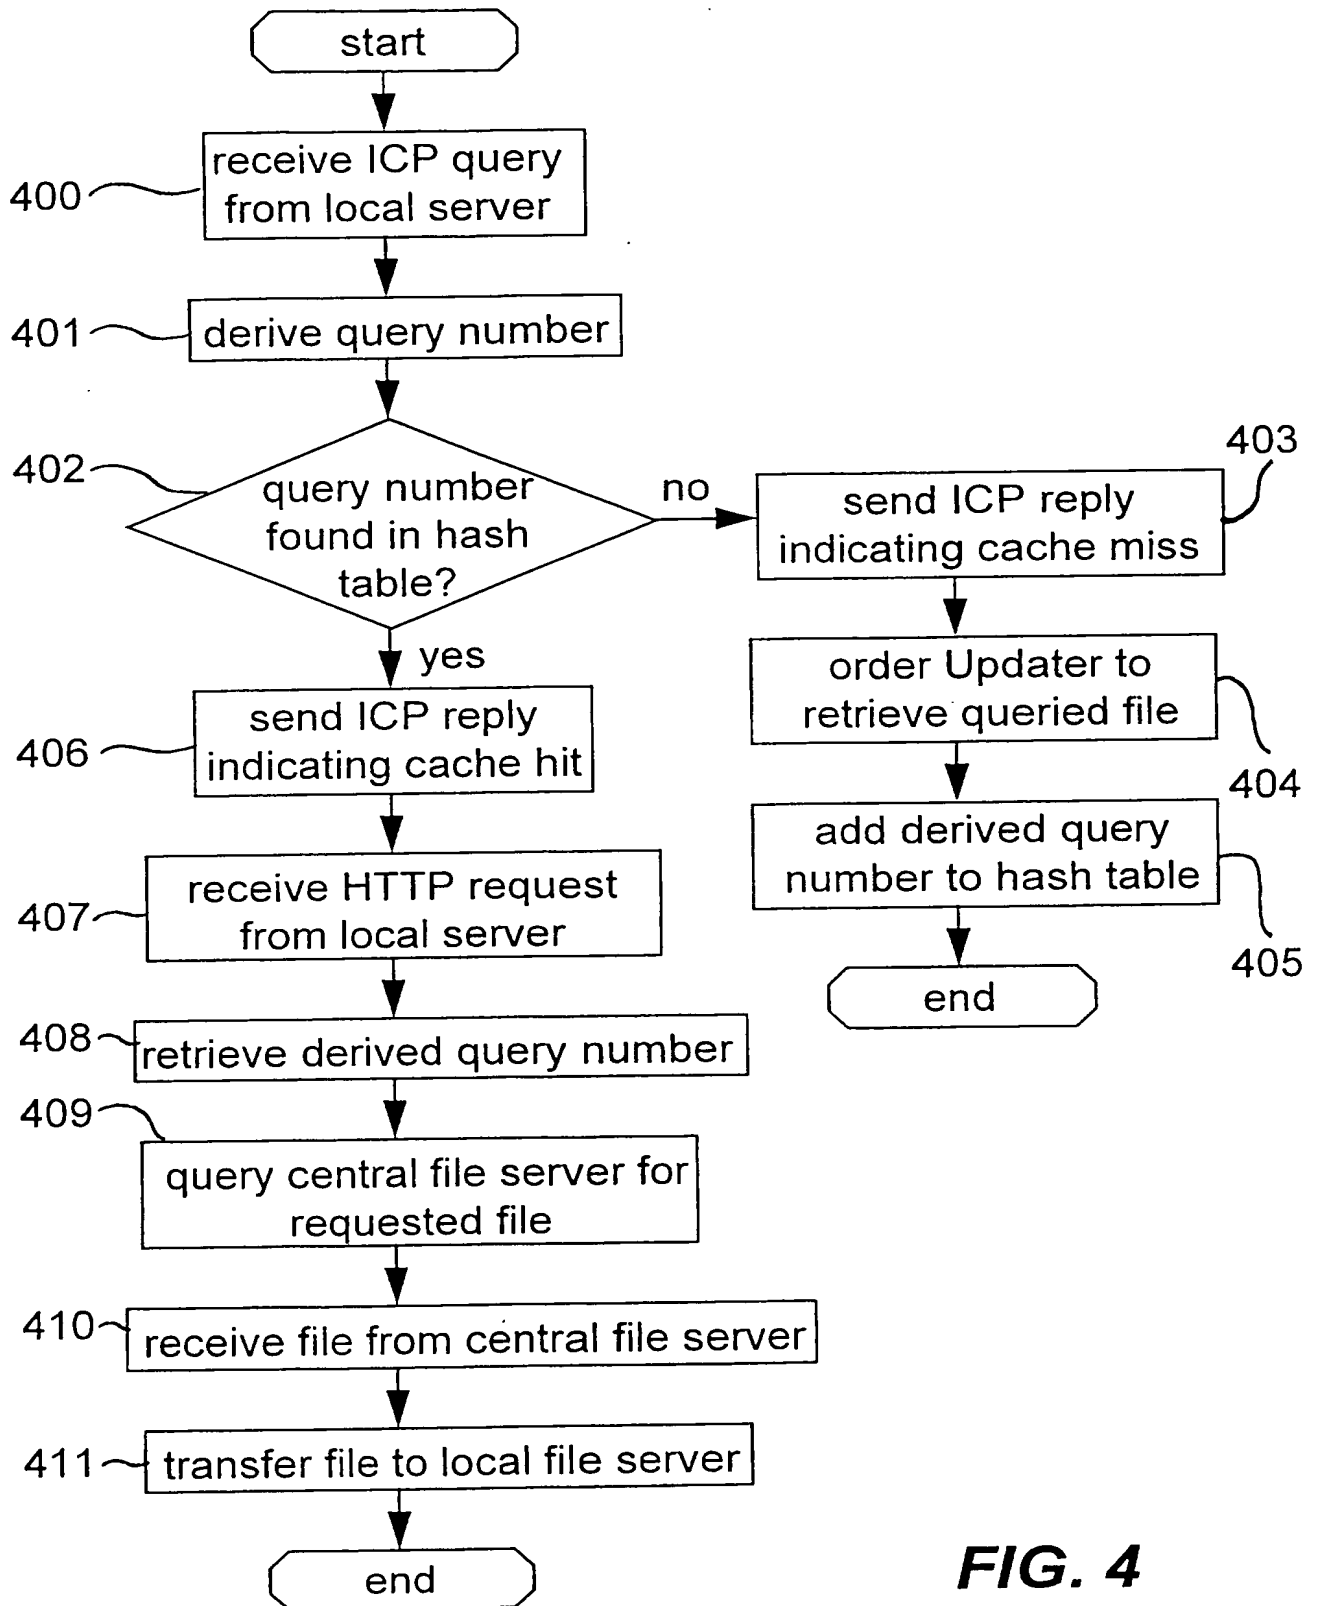 start
receive ICP query
from local server
400
derive query number
401
402
query number
found in hash
table?
no
403
send ICP reply
indicating cache miss
order Updater to
retrieve queried file
404
add derived query
number to hash table
405
end
yes
send ICP reply
indicating cache hit
406
receive HTTP request
from local server
407
408
retrieve derived query number
409
query central file server for
requested file
410
receive file from central file server
411
transfer file to local file server
end
FIG. 4